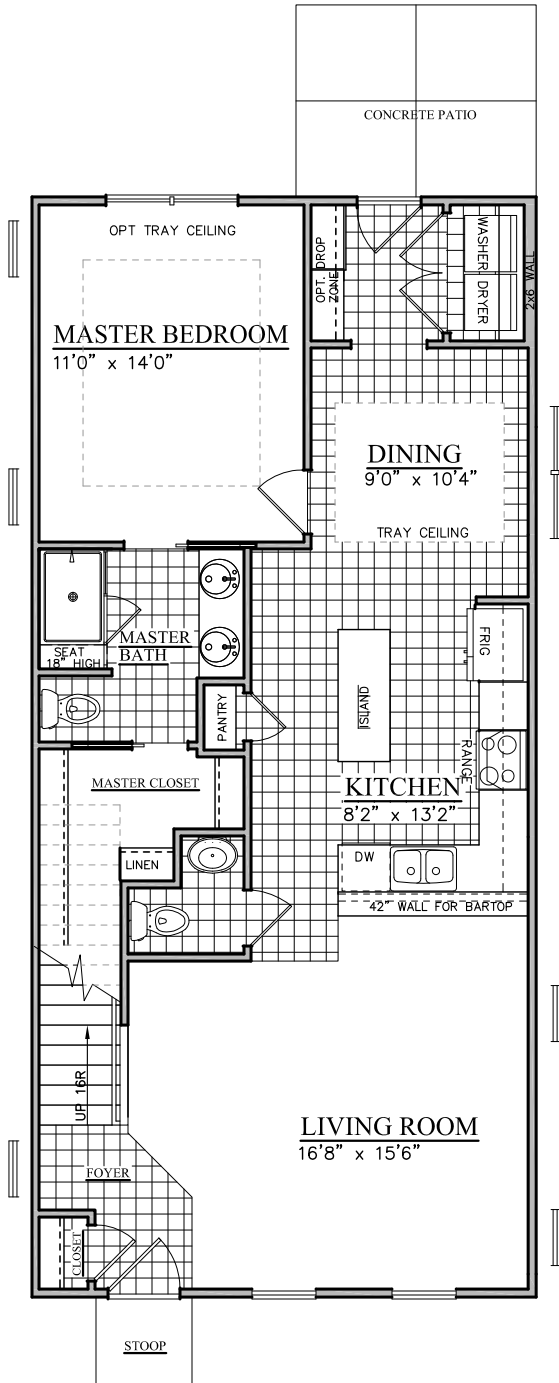 CONCRETE PATIO
OPT TRAY CEILING
OPT. DROP
ZONE
WASHER
DRYER
2x6 WALL
MASTER BEDROOM
11'0" x 14'0"
DINING
9'0" x 10'4"
TRAY CEILING
SEAT
18" HIGH
MASTER
BATH
FRIG
ISLAND
PANTRY
RANGE
MASTER CLOSET
KITCHEN
8'2" x 13'2"
LINEN
DW
42" WALL FOR BARTOP
UP 16R
LIVING ROOM
16'8" x 15'6"
FOYER
CLOSET
STOOP